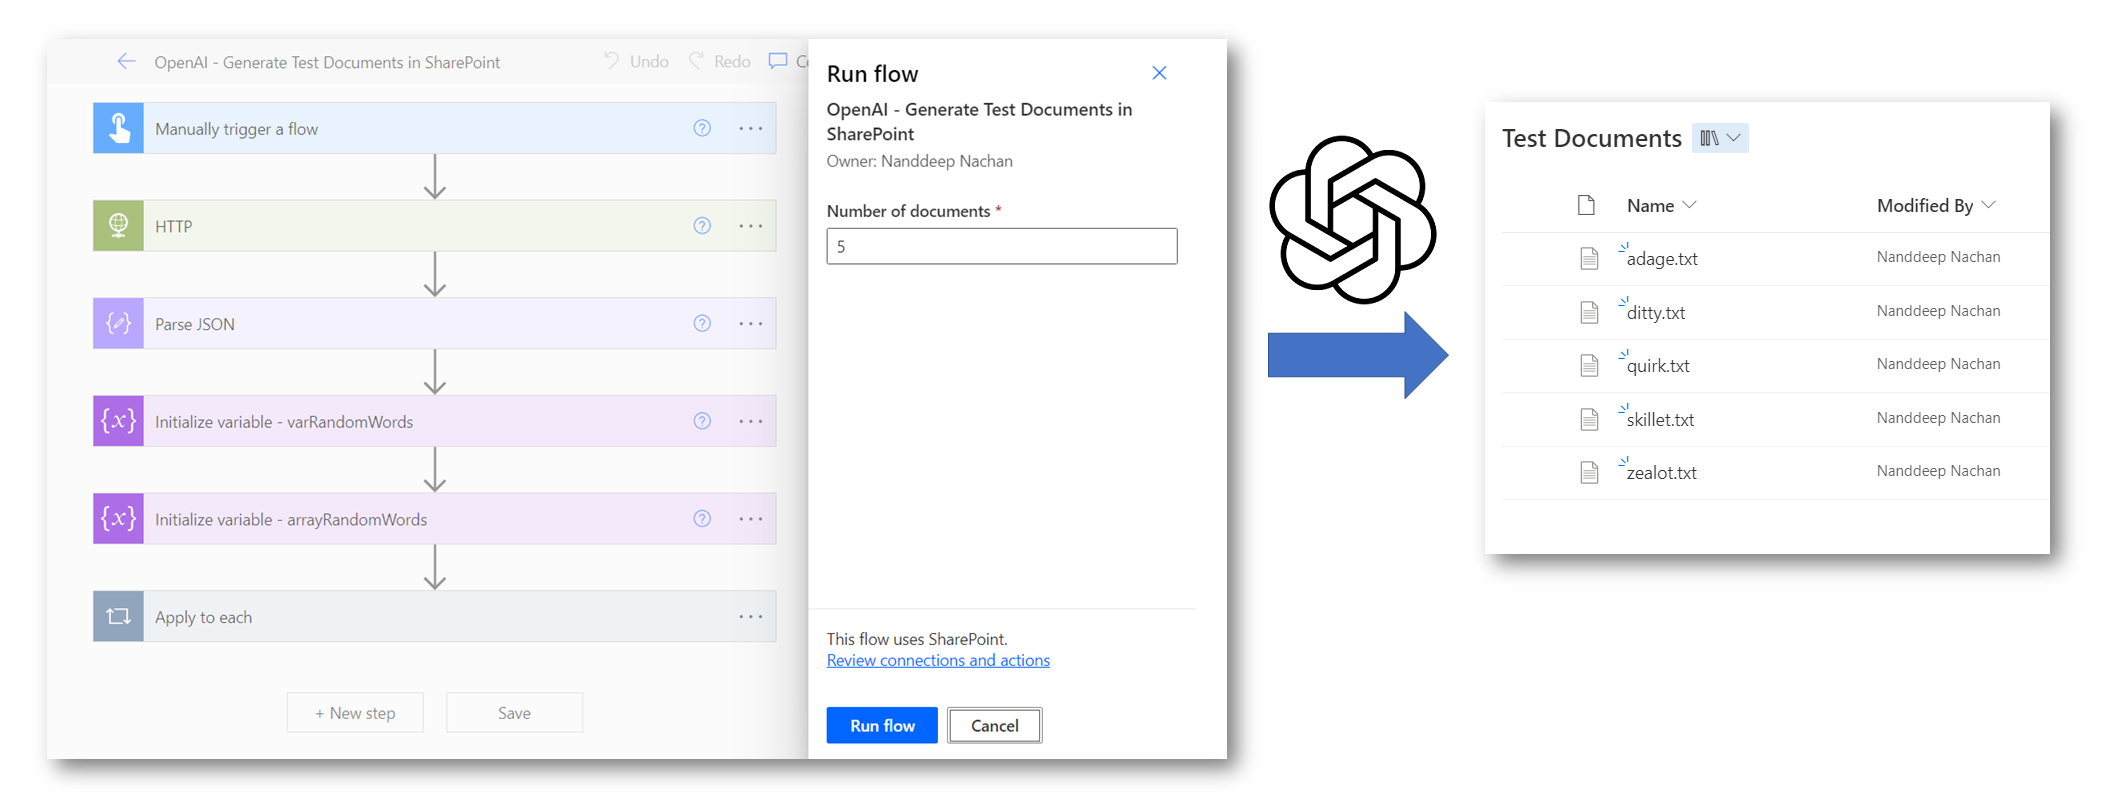 OpenAI - Generate Test Documents in SharePoint
Undo
Redo
Manually trigger a flow
HTTP
Parse JSON
{x} Initialize variable - varRandomWords
{x} Initialize variable - arrayRandomWords
Apply to each
+ New step
Save
Run flow
OpenAI - Generate Test Documents in
SharePoint
Owner: Nanddeep Nachan
Number of documents *
5
This flow uses SharePoint.
Review connections and actions
Run flow
Cancel
Test Documents
Name
Modified By
adage.txt
Nanddeep Nachan
ditty.txt
Nanddeep Nachan
quirk.txt
Nanddeep Nachan
skillet.txt
Nanddeep Nachan
zealot.txt
Nanddeep Nachan